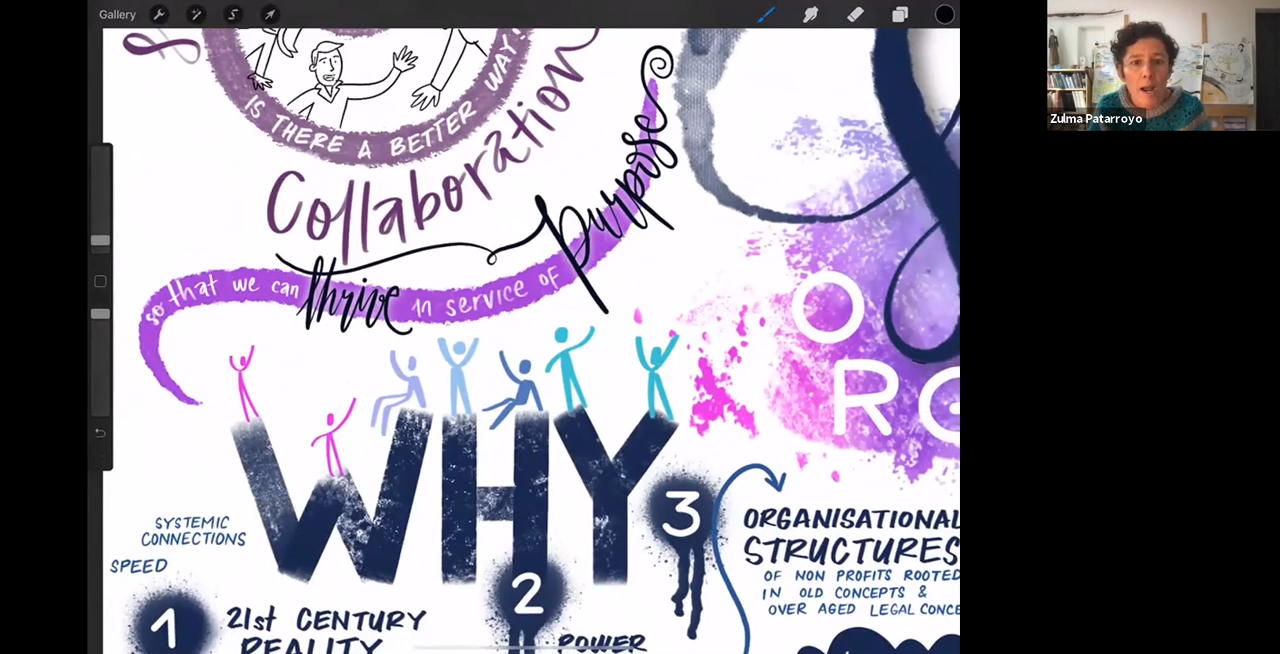 Gallery
Zulma Patarroyo
IS THERE A BETTER WAY?
Collaboration
so that we can thrive in service of purpose
O
RG
WHY
SYSTEMIC
CONNECTIONS
SPEED
1
21st CENTURY
REALITY
2
POWER
3
ORGANISATIONAL
STRUCTURES
OF NON PROFITS ROOTED
IN OLD CONCEPTS &
OVER AGED LEGAL CONCE